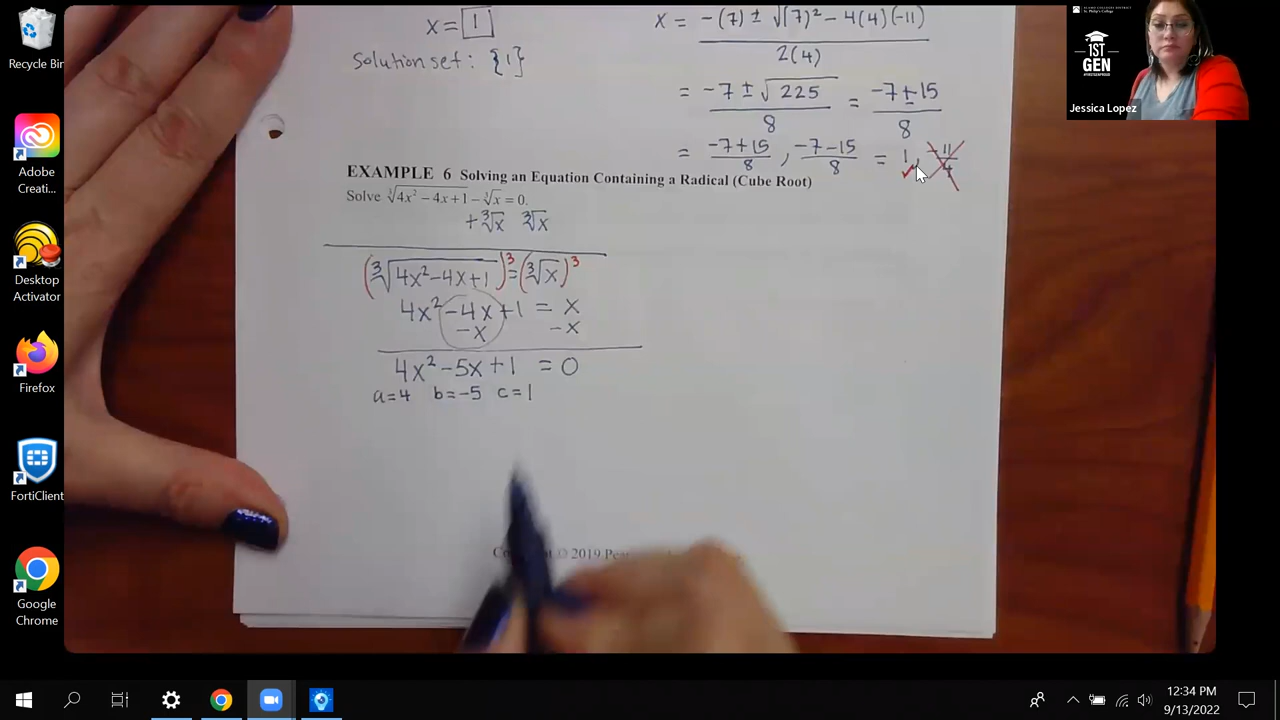 Recycle Bin
Adobe
Creati...
Desktop
Activator
Firefox
FortiClient
Google
Chrome
x = 1
Solution set: {1}
x = -(7) ± √(7)² - 4(4)(-11)
2(4)
= -7 ± √225
8
= -7 ± 15
8
= -7+15
8
, -7-15
8
= 1, -11
4
EXAMPLE 6 Solving an Equation Containing a Radical (Cube Root)
Solve ∛4x² - 4x + 1 - ∛x = 0.
+∛x ∛x
(∛4x² - 4x + 1)³ = (∛x)³
4x² - 4x + 1 = x
-x -x
4x² - 5x + 1 = 0
a=4 b=-5 c=1
© 2019
1ST
GEN
Jessica Lopez
12:34 PM
9/13/2022